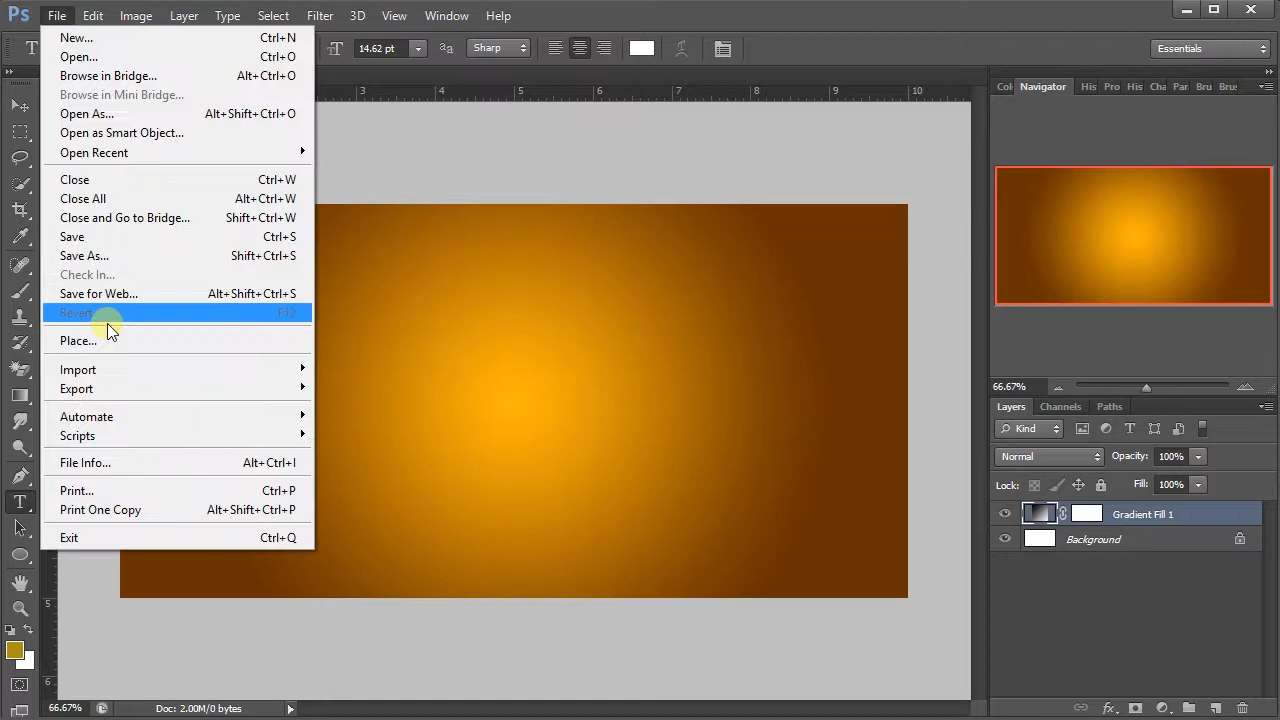 Ps File Edit Image Layer Type Select Filter 3D View Window Help
T 14.62 pt aa Sharp Essentials
New... Ctrl+N
Open... Ctrl+O
Browse in Bridge... Alt+Ctrl+O
Browse in Mini Bridge...
Open As... Alt+Shift+Ctrl+O
Open as Smart Object...
Open Recent
Close Ctrl+W
Close All Alt+Ctrl+W
Close and Go to Bridge... Shift+Ctrl+W
Save Ctrl+S
Save As... Shift+Ctrl+S
Check In...
Save for Web... Alt+Shift+Ctrl+S
Revert F12
Place...
Import
Export
Automate
Scripts
File Info... Alt+Ctrl+I
Print... Ctrl+P
Print One Copy Alt+Shift+Ctrl+P
Exit Ctrl+Q
3 4 5 6 7 8 9 10
5
6
Navigator His Pro His Cha Par Bru Brus
66.67%
Layers Channels Paths
Kind T
Normal Opacity: 100%
Lock: Fill: 100%
Gradient Fill 1
Background
fx
T
66.67% Doc: 2.00M/0 bytes